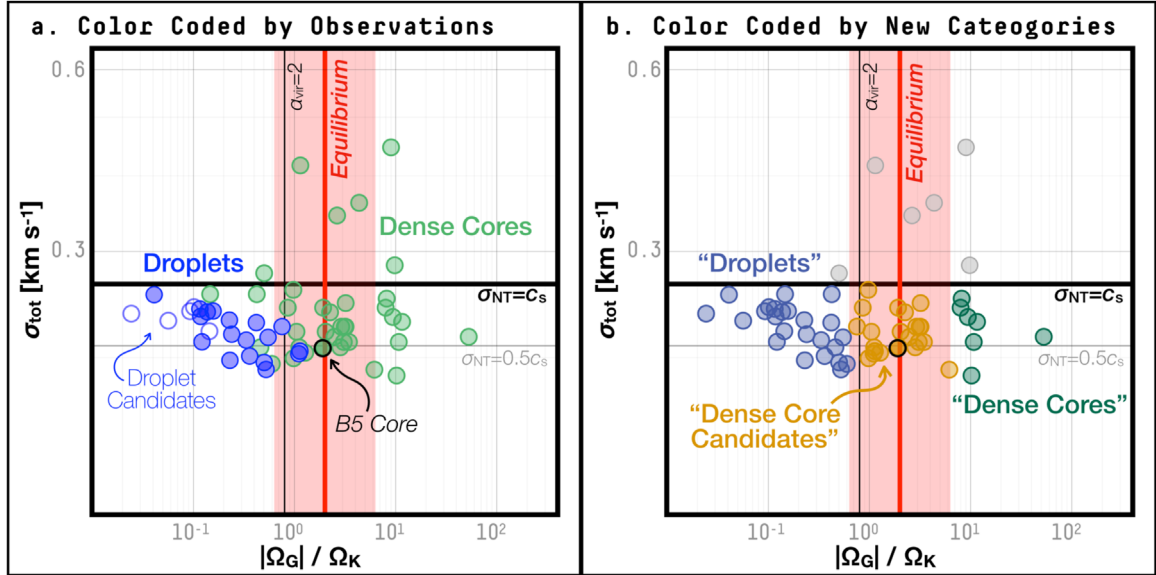 a. Color Coded by Observations
0.6
0.3
σtot [km s⁻¹]
αvir=2
Equilibrium
Dense Cores
Droplets
σNT=cs
σNT=0.5cs
Droplet
Candidates
B5 Core
10⁻¹
10⁰
10¹
10²
|ΩG| / ΩK
b. Color Coded by New Cateogories
0.6
0.3
σtot [km s⁻¹]
αvir=2
Equilibrium
“Droplets”
σNT=cs
σNT=0.5cs
“Dense Core
Candidates”
“Dense Cores”
10⁻¹
10⁰
10¹
10²
|ΩG| / ΩK